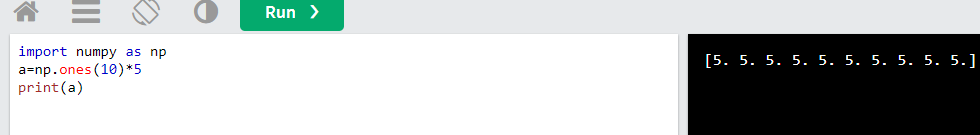 Run ❯
import numpy as np
a=np.ones(10)*5
print(a)
[5. 5. 5. 5. 5. 5. 5. 5. 5. 5.]